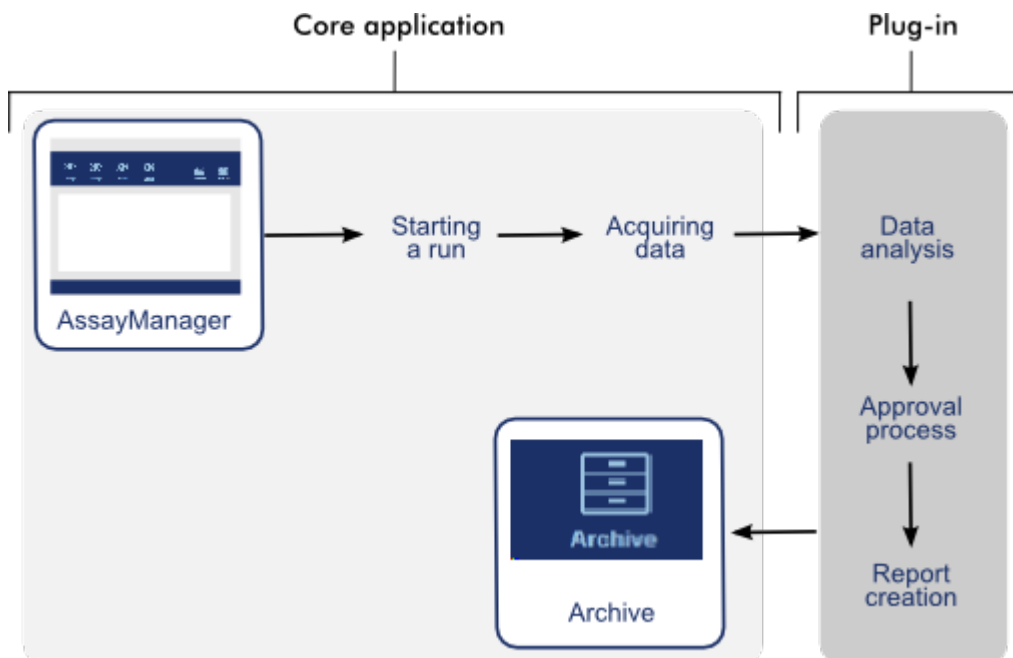 Core application
Plug-in
AssayManager
Starting
a run
Acquiring
data
Data
analysis
Approval
process
Archive
Archive
Report
creation